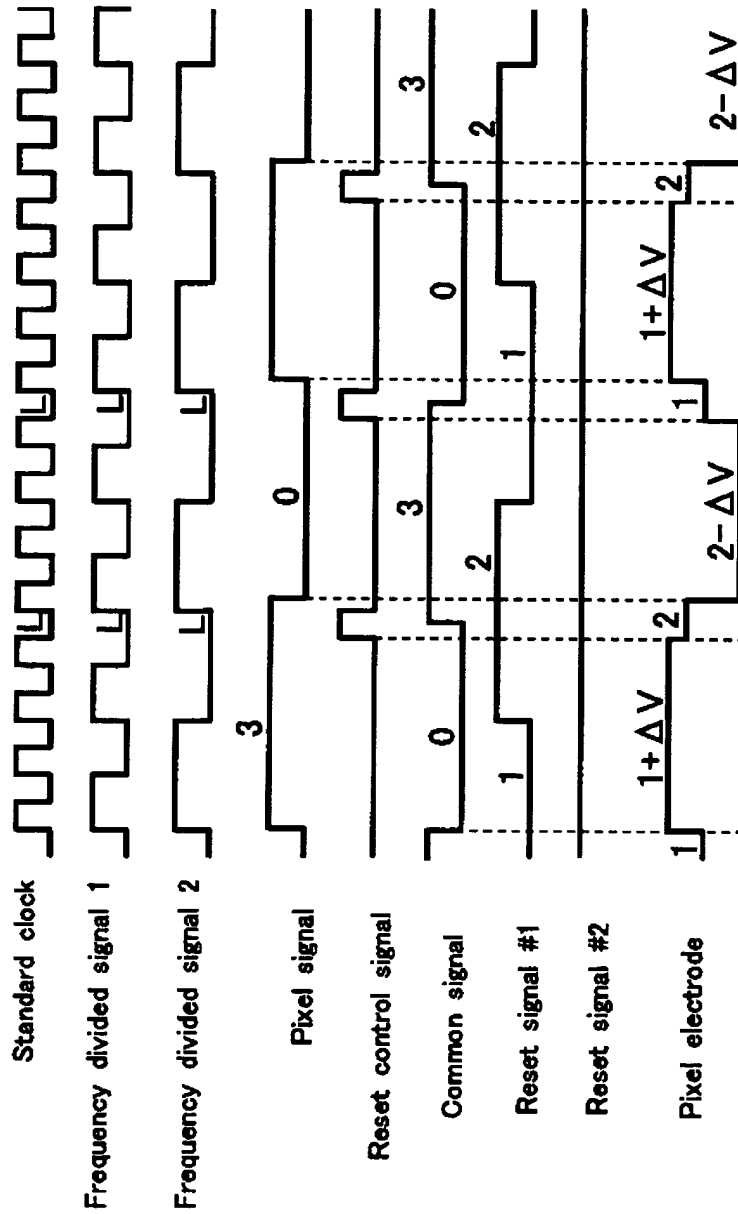 Standard clock
L L
Frequency divided signal 1
L L
Frequency divided signal 2
L L
Pixel signal
3 0
Reset control signal
Common signal
0 3 0 3
Reset signal #1
1 2 1 2
Reset signal #2
Pixel electrode
1 1+ΔV 2 2-ΔV 1 1+ΔV 2 2-ΔV